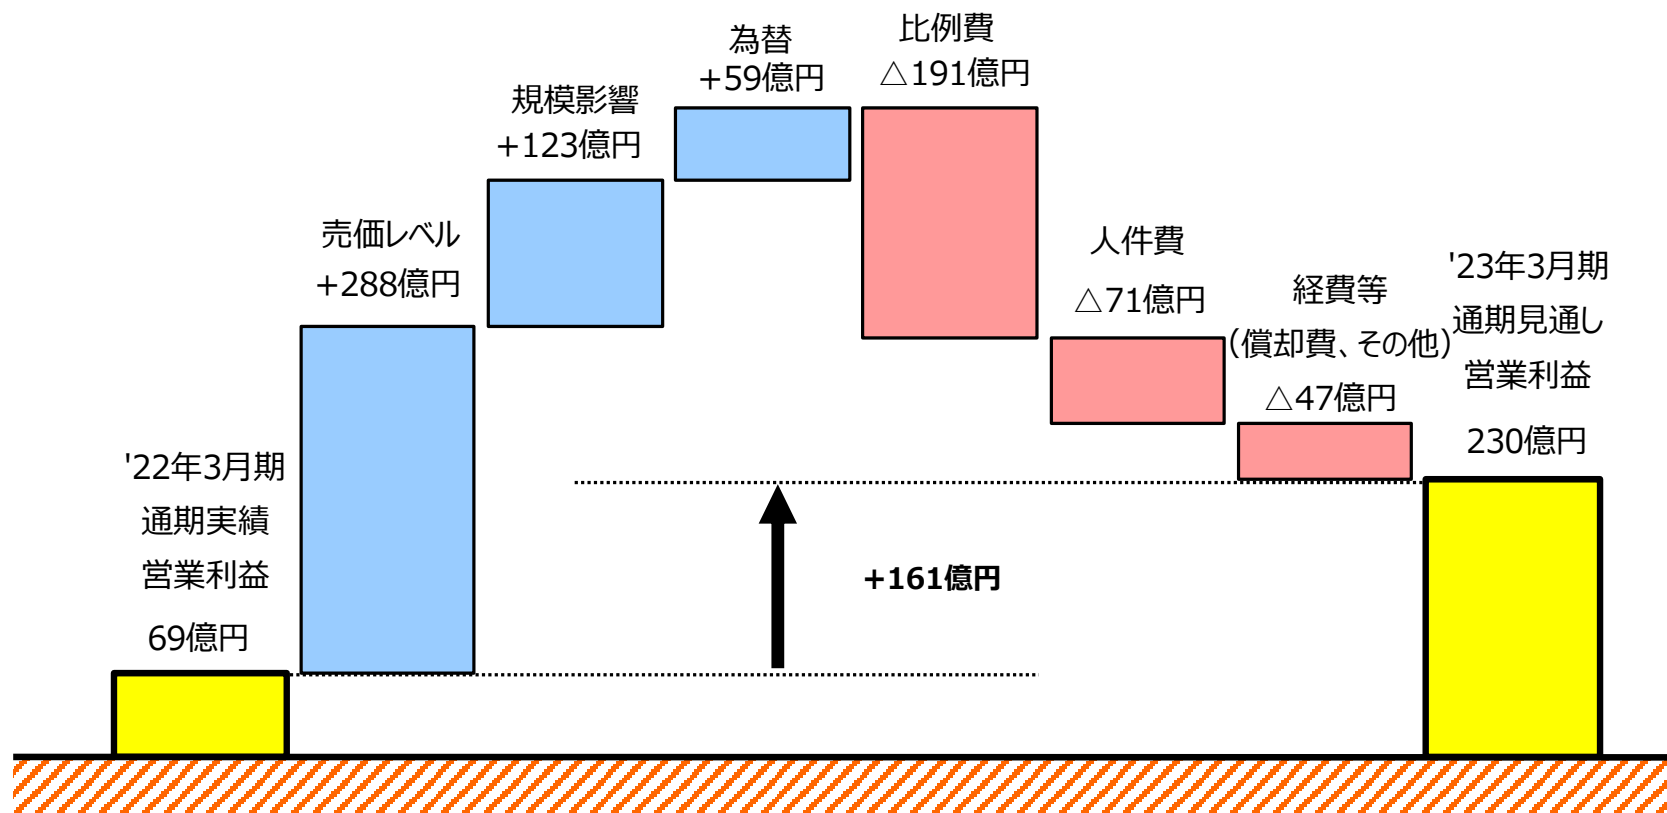 '22年3月期
通期実績
営業利益
69億円
売価レベル
+288億円
規模影響
+123億円
為替
+59億円
比例費
△191億円
人件費
△71億円
経費等
(償却費、その他)
△47億円
'23年3月期
通期見通し
営業利益
230億円
+161億円